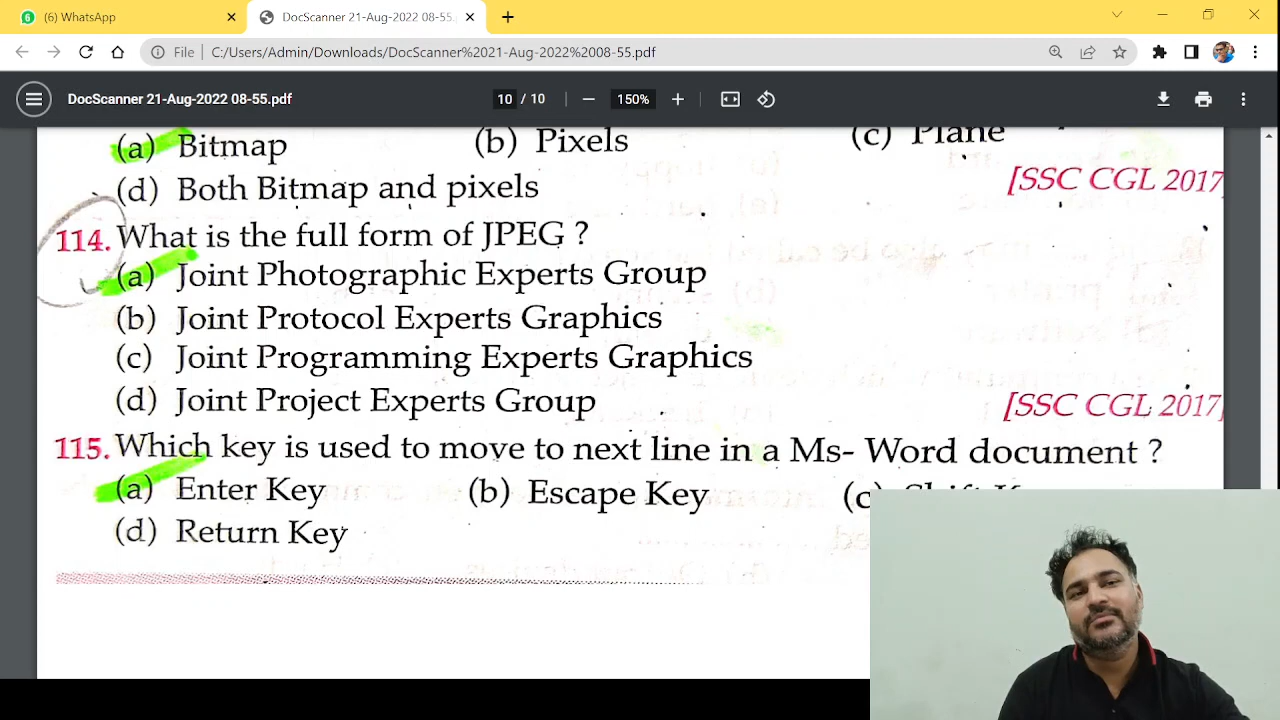 (6) WhatsApp
DocScanner 21-Aug-2022 08-55.
File C:/Users/Admin/Downloads/DocScanner%2021-Aug-2022%2008-55.pdf
DocScanner 21-Aug-2022 08-55.pdf 10 / 10 150%
(a) Bitmap (b) Pixels (c) Plane
(d) Both Bitmap and pixels [SSC CGL 2017
114. What is the full form of JPEG ?
(a) Joint Photographic Experts Group
(b) Joint Protocol Experts Graphics
(c) Joint Programming Experts Graphics
(d) Joint Project Experts Group [SSC CGL 2017]
115. Which key is used to move to next line in a Ms- Word document ?
(a) Enter Key (b) Escape Key (c)
(d) Return Key